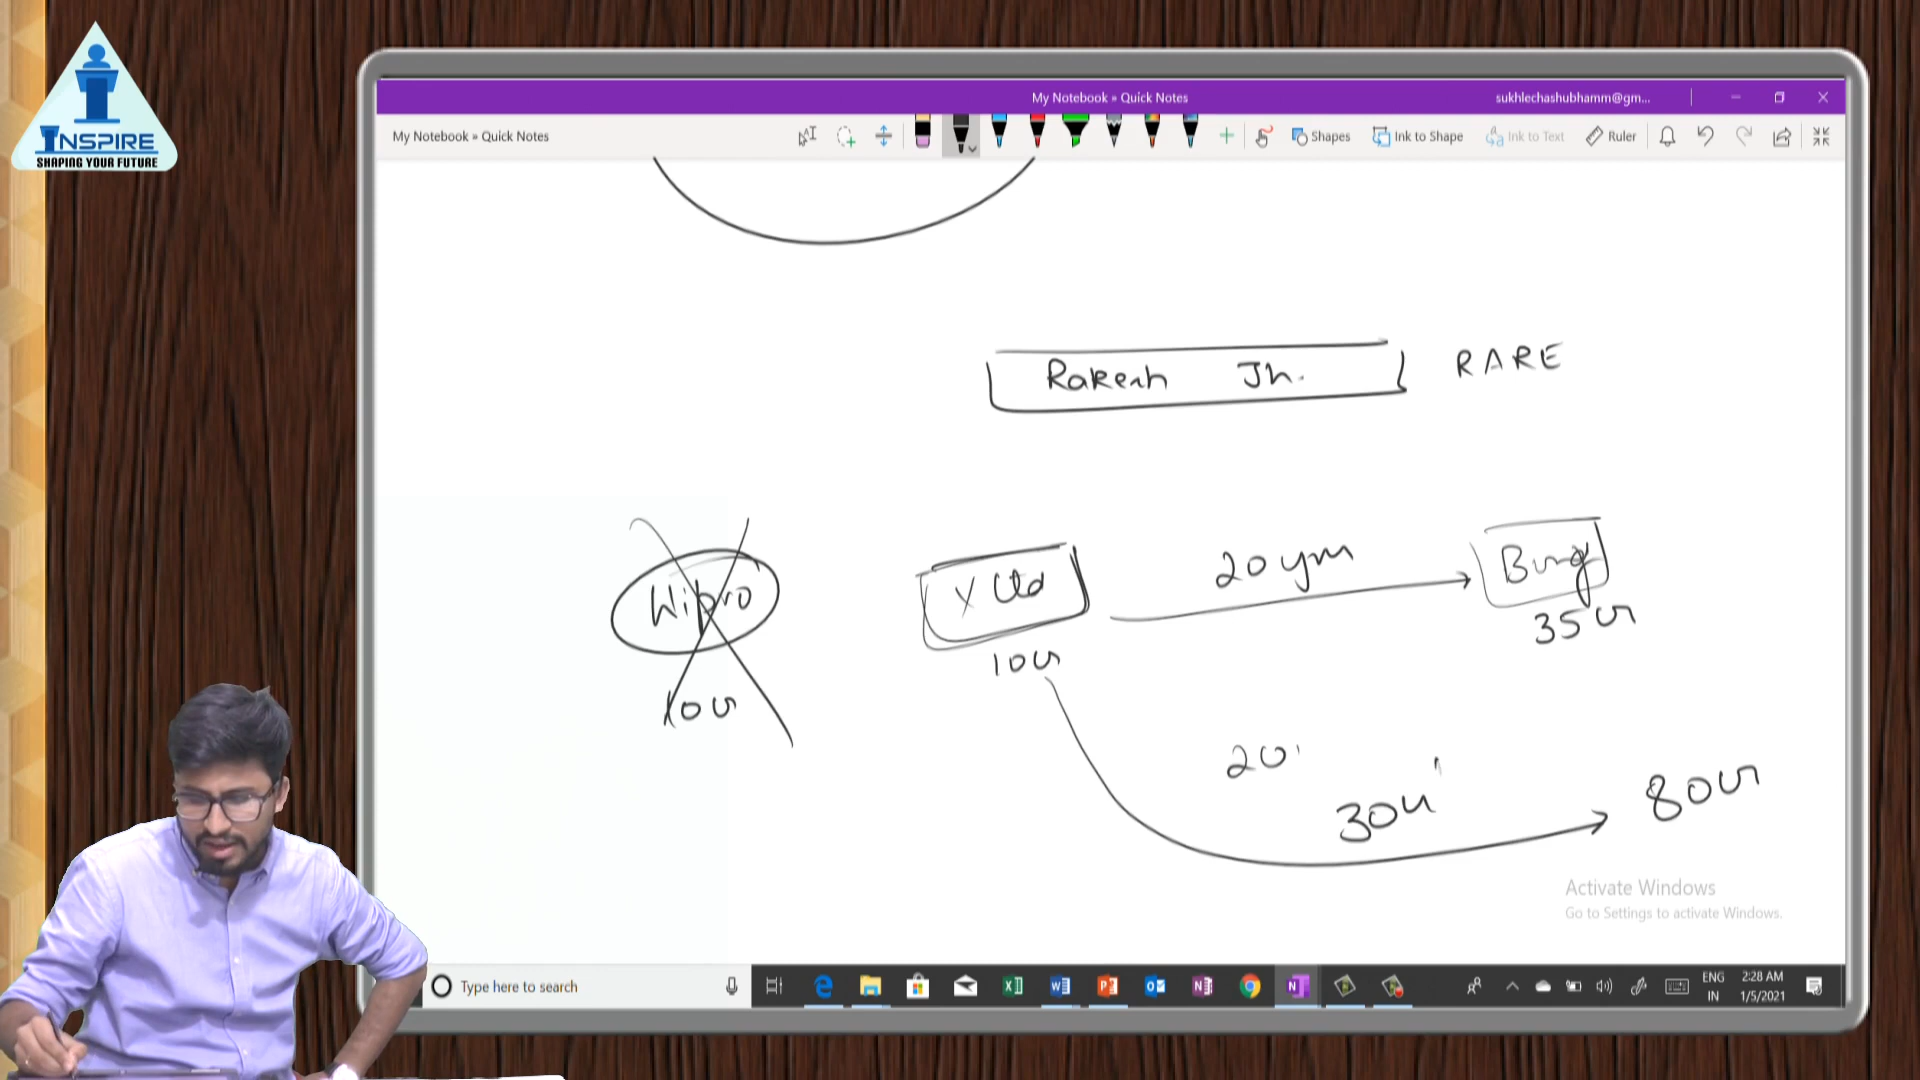 INSPIRE
SHAPING YOUR FUTURE
My Notebook » Quick Notes
sukhlechashubhamm@gm...
My Notebook » Quick Notes
Shapes
Ink to Shape
Ink to Text
Ruler
Rakesh Jh.
RARE
Wipro
10 cr
X Ltd
10 cr
20 yrs
35 cr
20
30 cr
80 cr
Activate Windows
Go to Settings to activate Windows.
Type here to search
ENG
IN
2:28 AM
1/5/2021